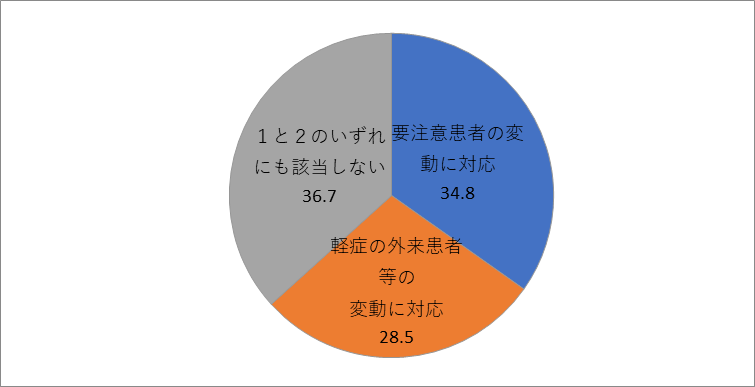 １と２のいずれ
にも該当しない
36.7
要注意患者の変
動に対応
34.8
軽症の外来患者
等の
変動に対応
28.5